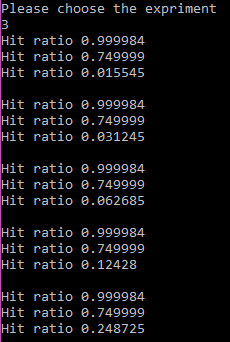 Please choose the expriment
3
Hit ratio 0.999984
Hit ratio 0.749999
Hit ratio 0.015545
Hit ratio 0.999984
Hit ratio 0.749999
Hit ratio 0.031245
Hit ratio 0.999984
Hit ratio 0.749999
Hit ratio 0.062685
Hit ratio 0.999984
Hit ratio 0.749999
Hit ratio 0.12428
Hit ratio 0.999984
Hit ratio 0.749999
Hit ratio 0.248725